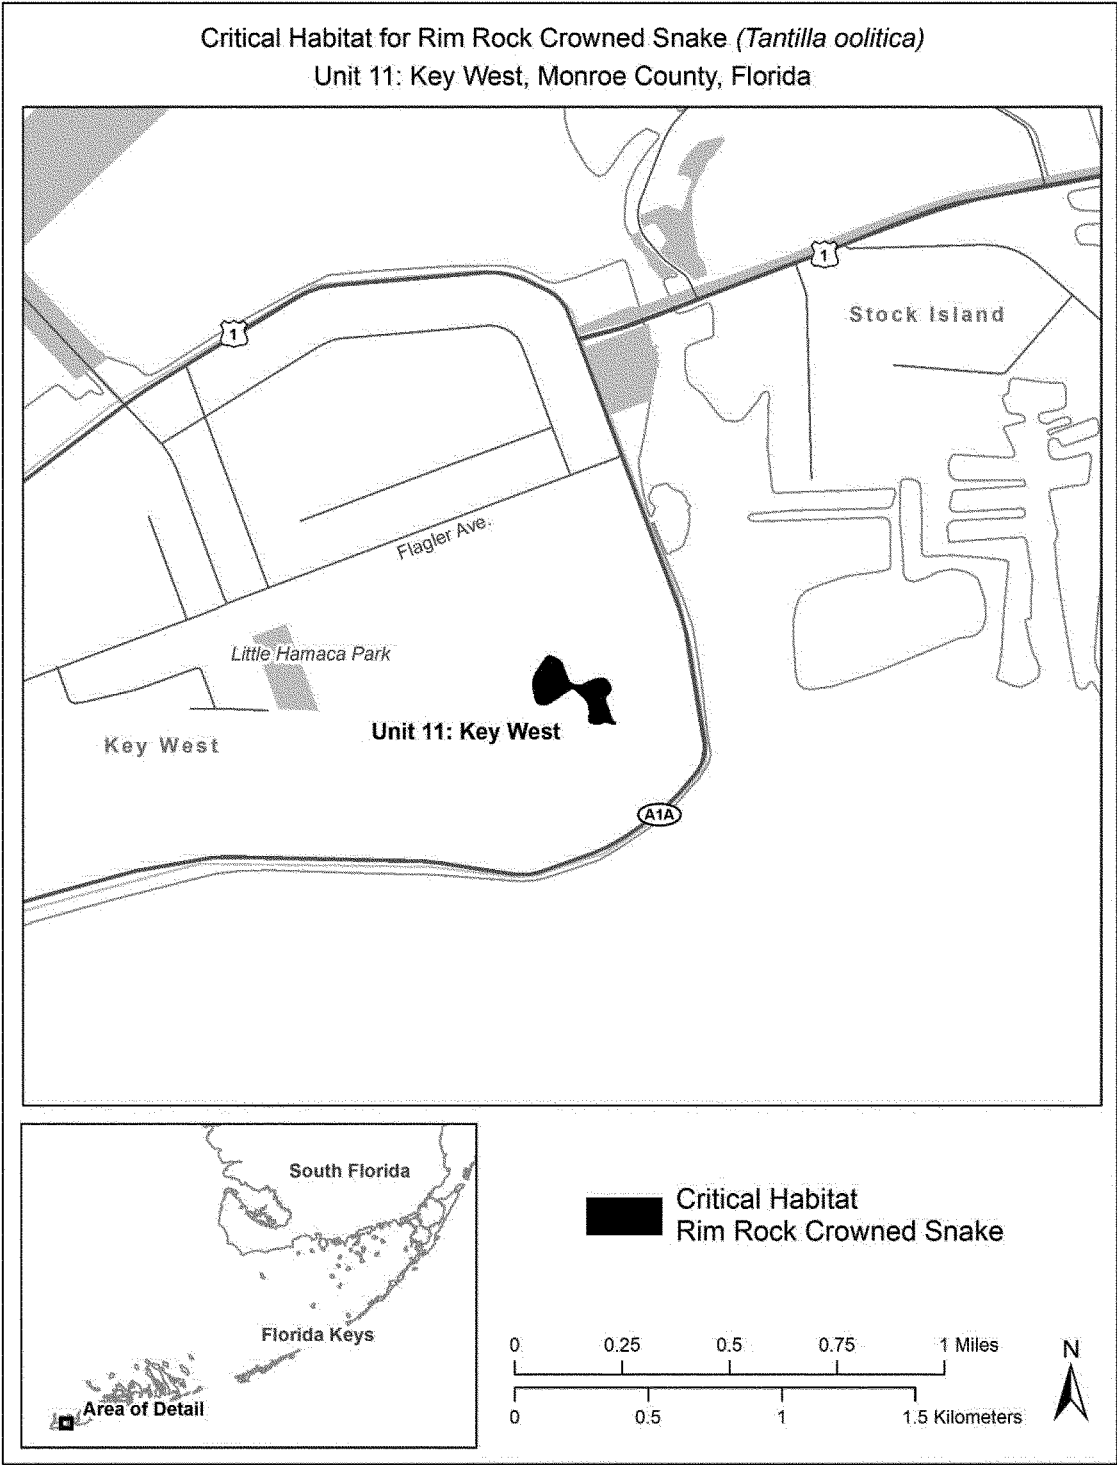 Critical Habitat for Rim Rock Crowned Snake (Tantilla oolitica)
Unit 11: Key West, Monroe County, Florida
1
Stock Island
1
Flagler Ave.
Little Hamaca Park
Unit 11: Key West
Key West
A1A
South Florida
Florida Keys
Area of Detail
Critical Habitat
Rim Rock Crowned Snake
0 0.25 0.5 0.75 1 Miles
0 0.5 1 1.5 Kilometers
N